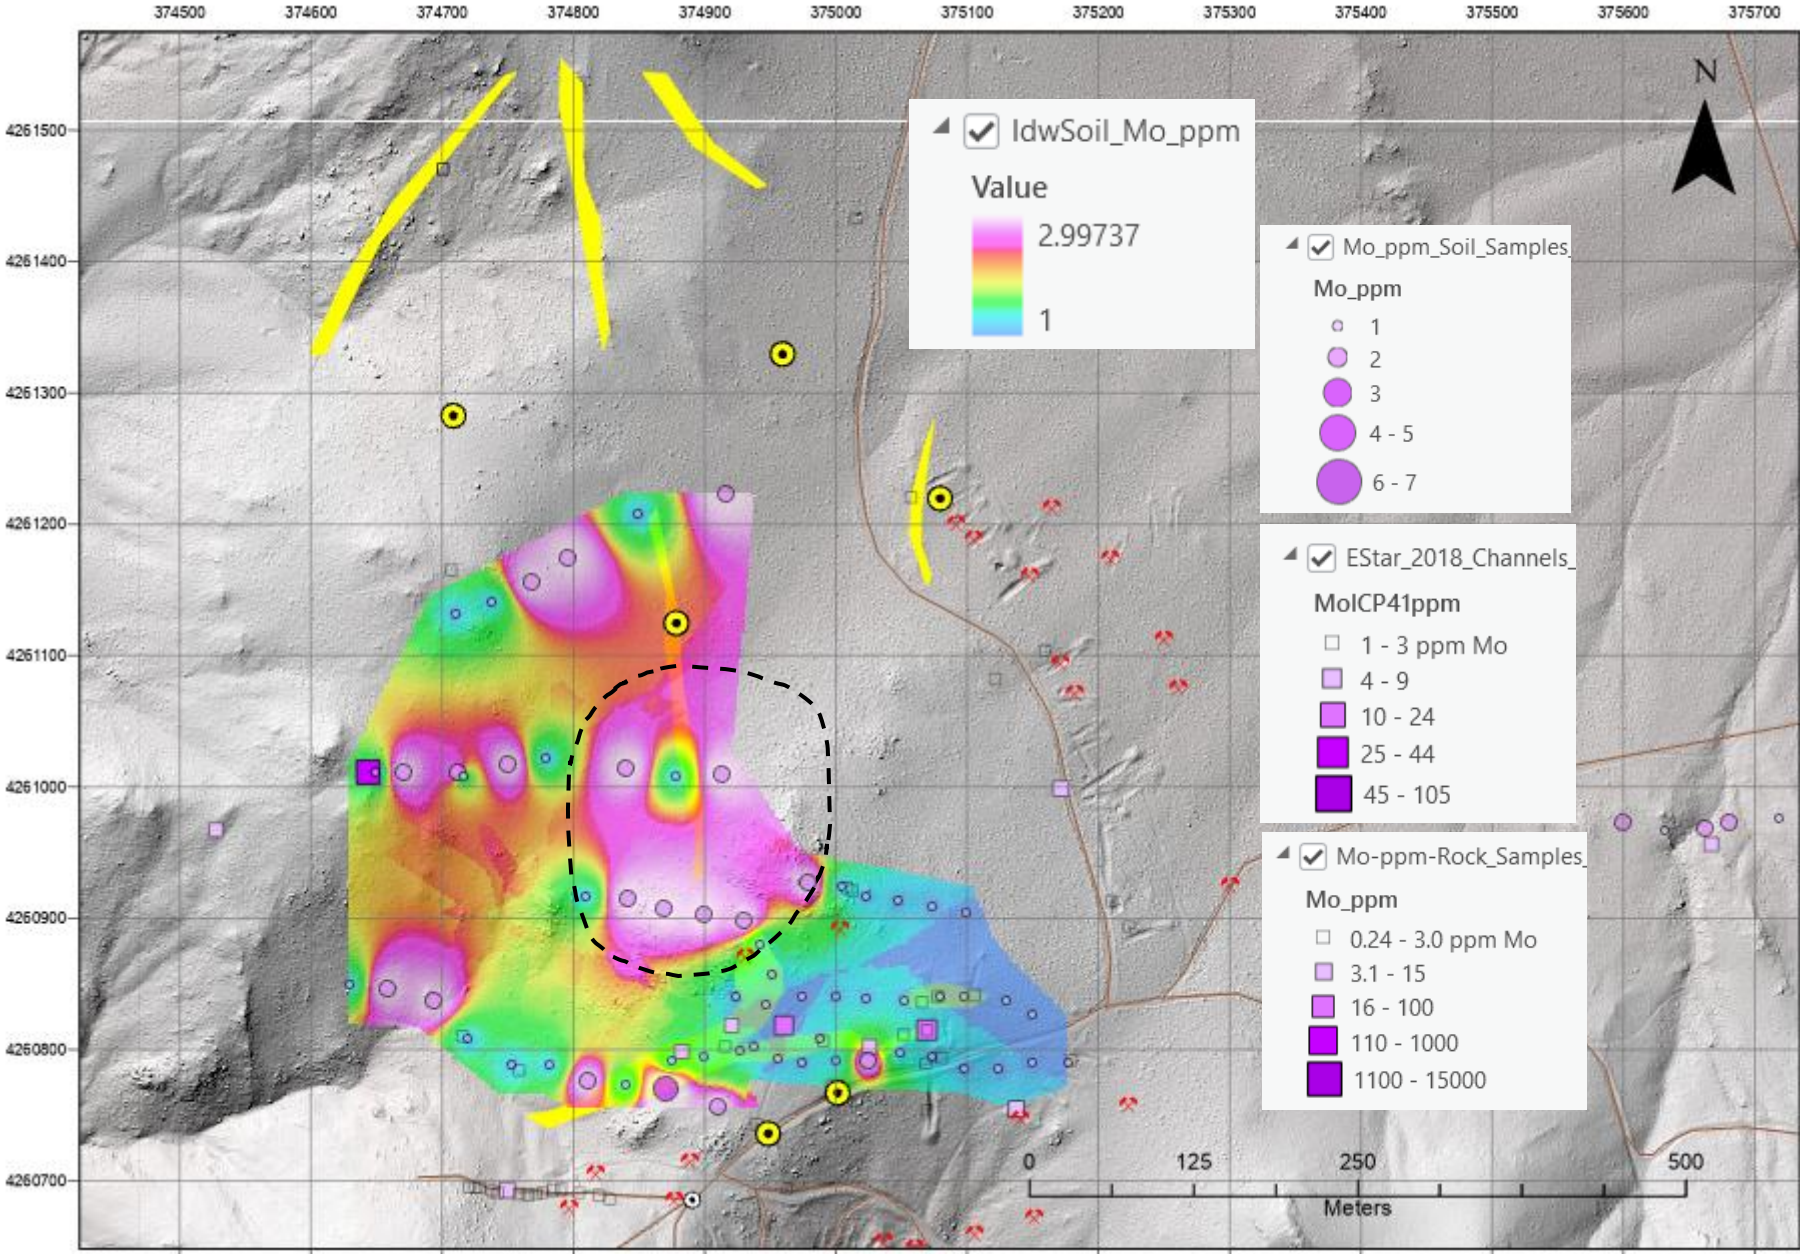 374500 374600 374700 374800 374900 375000 375100 375200 375300 375400 375500 375600 375700
4261500
4261400
4261300
4261200
4261100
4261000
4260900
4260800
4260700
N
IdwSoil_Mo_ppm
Value
2.99737
1
Mo_ppm_Soil_Samples_
Mo_ppm
1
2
3
4 - 5
6 - 7
EStar_2018_Channels_
MoICP41ppm
1 - 3 ppm Mo
4 - 9
10 - 24
25 - 44
45 - 105
Mo-ppm-Rock_Samples_
Mo_ppm
0.24 - 3.0 ppm Mo
3.1 - 15
16 - 100
110 - 1000
1100 - 15000
0 125 250 500
Meters